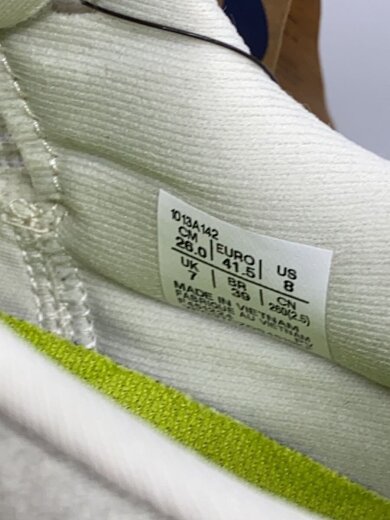 1013A142
CM EURO US
26.0 41.5 8
UK BR CN
7 39 260(2.5)
MADE IN VIETNAM
FABRIQUE AU VIETNAM